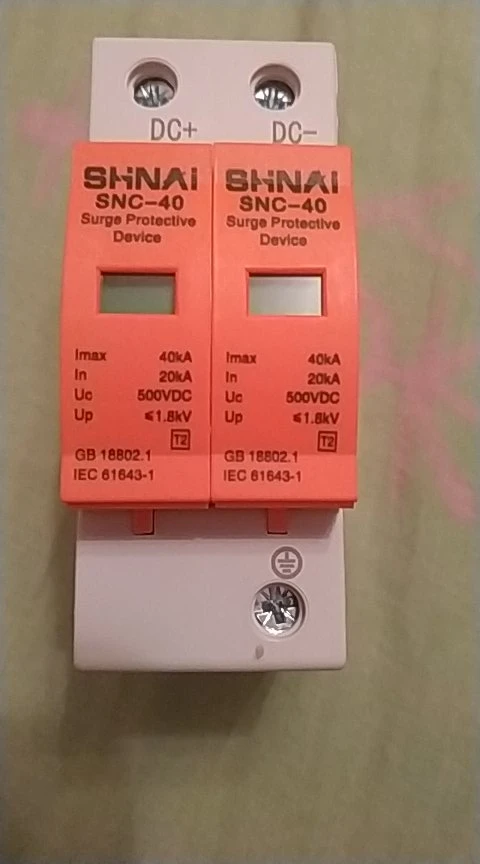 DC+ DC-
SHNAI
SNC-40
Surge Protective
Device
Imax 40kA
In 20kA
Uc 500VDC
Up ≤1.8kV
T2
GB 18802.1
IEC 61643-1
SHNAI
SNC-40
Surge Protective
Device
Imax 40kA
In 20kA
Uc 500VDC
Up ≤1.8kV
T2
GB 18802.1
IEC 61643-1